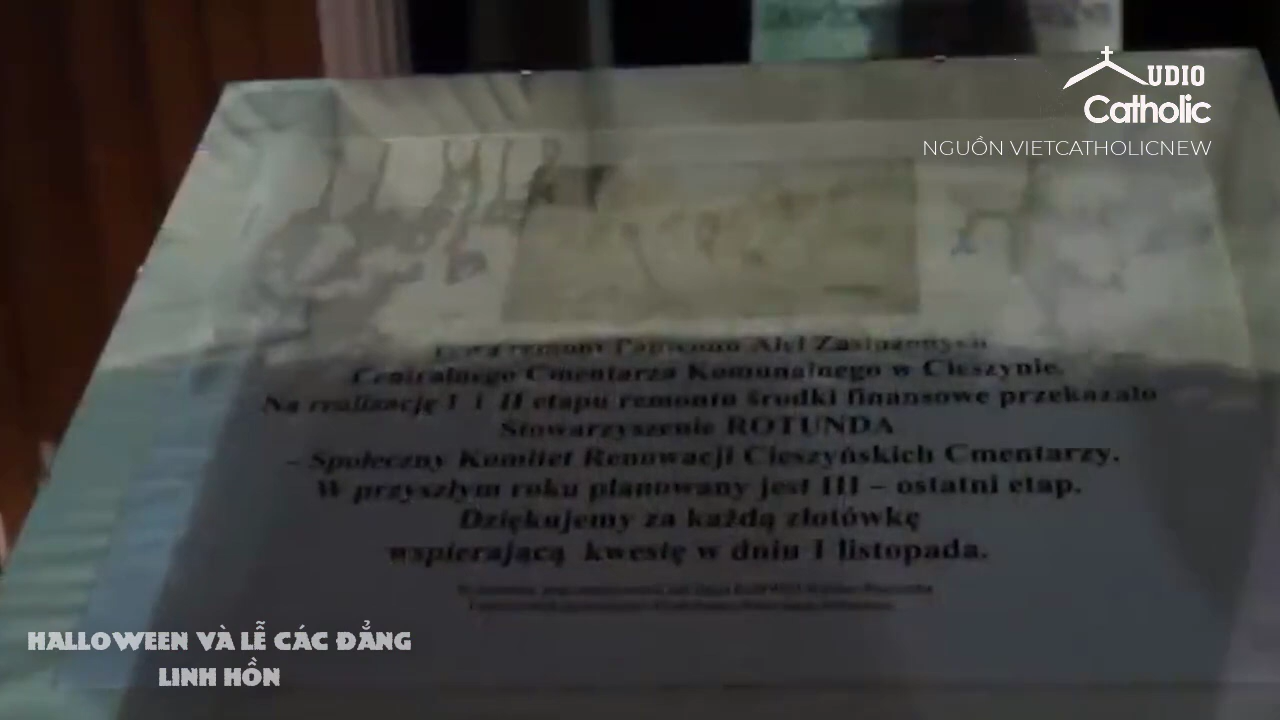 UDIO
Catholic
NGUỒN VIETCATHOLICNEW
remont Alei Zasłużonych
Centralnego Cmentarza Komunalnego w Cieszynie.
Na realizację I i II etapu remontu środki finansowe przekazało
Stowarzyszenie ROTUNDA
– Społeczny Komitet Renowacji Cieszyńskich Cmentarzy.
W przyszłym roku planowany jest III – ostatni etap.
Dziękujemy za każdą złotówkę
wspierającą kwestię w dniu 1 listopada.
HALLOWEEN VÀ LỄ CÁC ĐẲNG
LINH HỒN